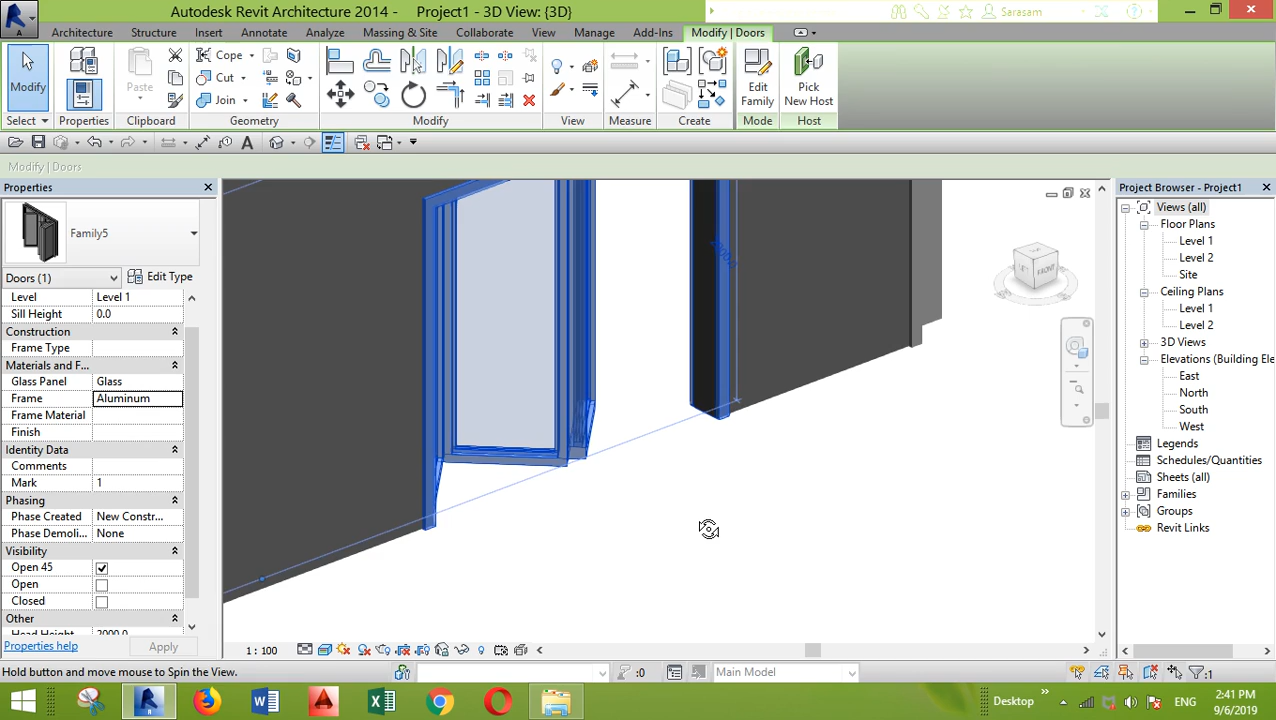 Autodesk Revit Architecture 2014 - Project1 - 3D View: {3D}
Sarasam...
Architecture Structure Insert Annotate Analyze Massing & Site Collaborate View Manage Add-Ins Modify | Doors
Modify Paste Cope Cut Join Edit Family Pick New Host
Select Properties Clipboard Geometry Modify View Measure Create Mode Host
Modify | Doors
Properties
Family5
Doors (1) Edit Type
Level Level 1
Sill Height 0.0
Construction
Frame Type
Materials and F...
Glass Panel Glass
Frame Aluminum
Frame Material
Finish
Identity Data
Comments
Mark 1
Phasing
Phase Created New Constr...
Phase Demoli... None
Visibility
Open 45
Open
Closed
Other
Head Height 2000.0
Properties help Apply
FRONT
Project Browser - Project1
Views (all)
Floor Plans
Level 1
Level 2
Site
Ceiling Plans
Level 1
Level 2
3D Views
Elevations (Building Ele
East
North
South
West
Legends
Schedules/Quantities
Sheets (all)
Families
Groups
Revit Links
1 : 100
Hold button and move mouse to Spin the View. :0 Main Model :1
Desktop ENG 2:41 PM
9/6/2019